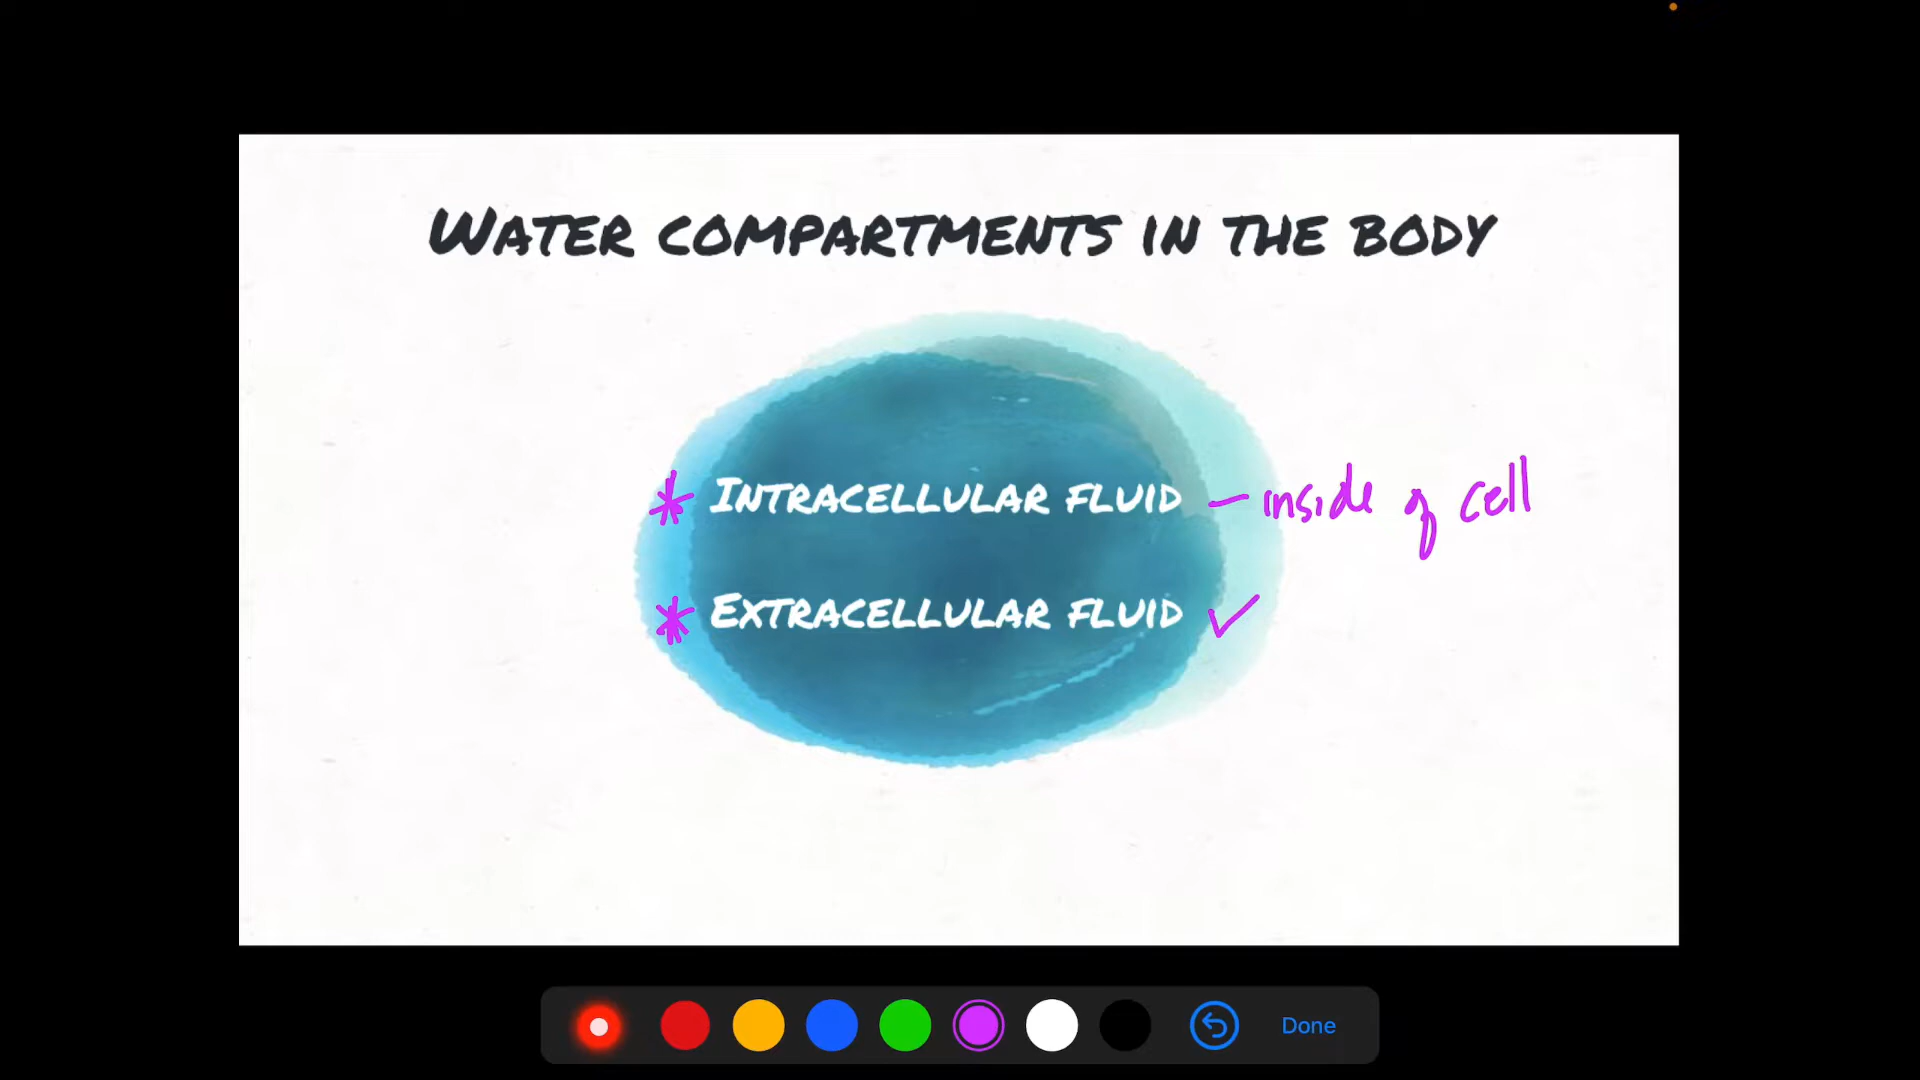 WATER COMPARTMENTS IN THE BODY
* INTRACELLULAR FLUID – inside of cell
* EXTRACELLULAR FLUID ✓
Done